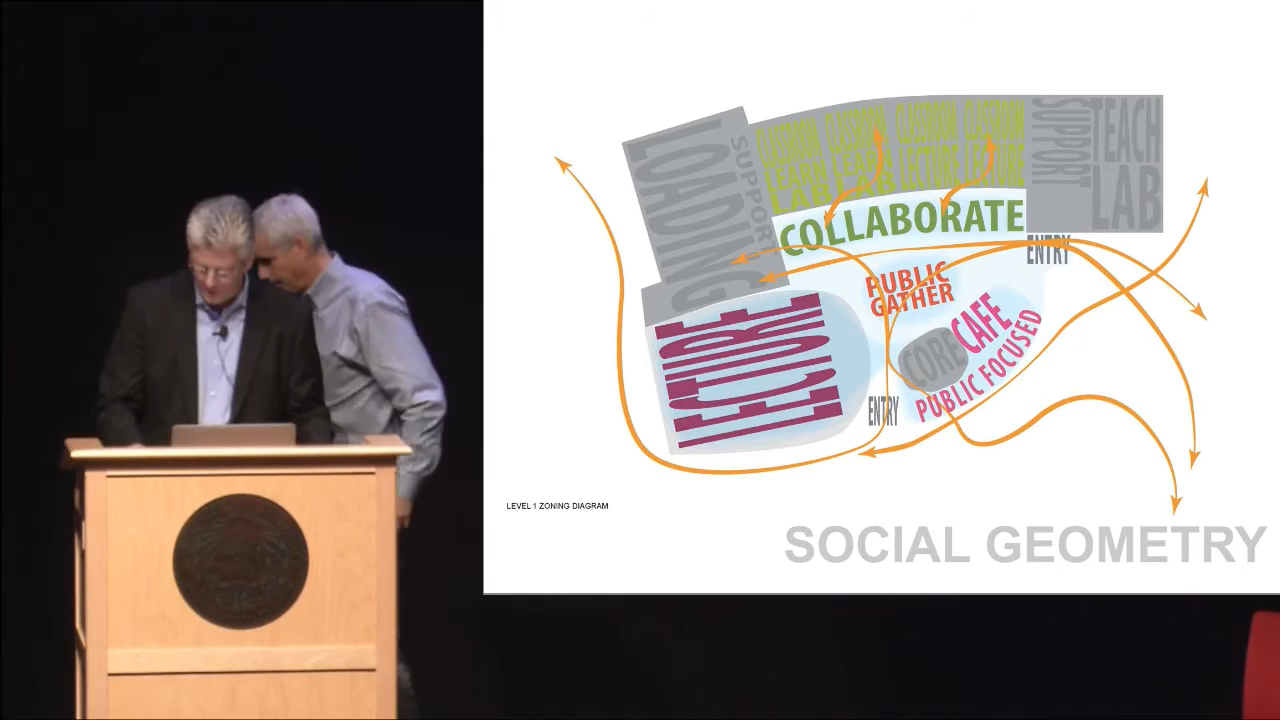 LOADING
SUPPORT
CLASSROOM
LEARN
LAB
CLASSROOM
LEARN
LAB
CLASSROOM
LECTURE
CLASSROOM
LECTURE
SUPPORT
TEACH
LAB
COLLABORATE
ENTRY
PUBLIC
GATHER
CAFE
CORE
PUBLIC FOCUSED
LECTURE
ENTRY
LEVEL 1 ZONING DIAGRAM
SOCIAL GEOMETRY